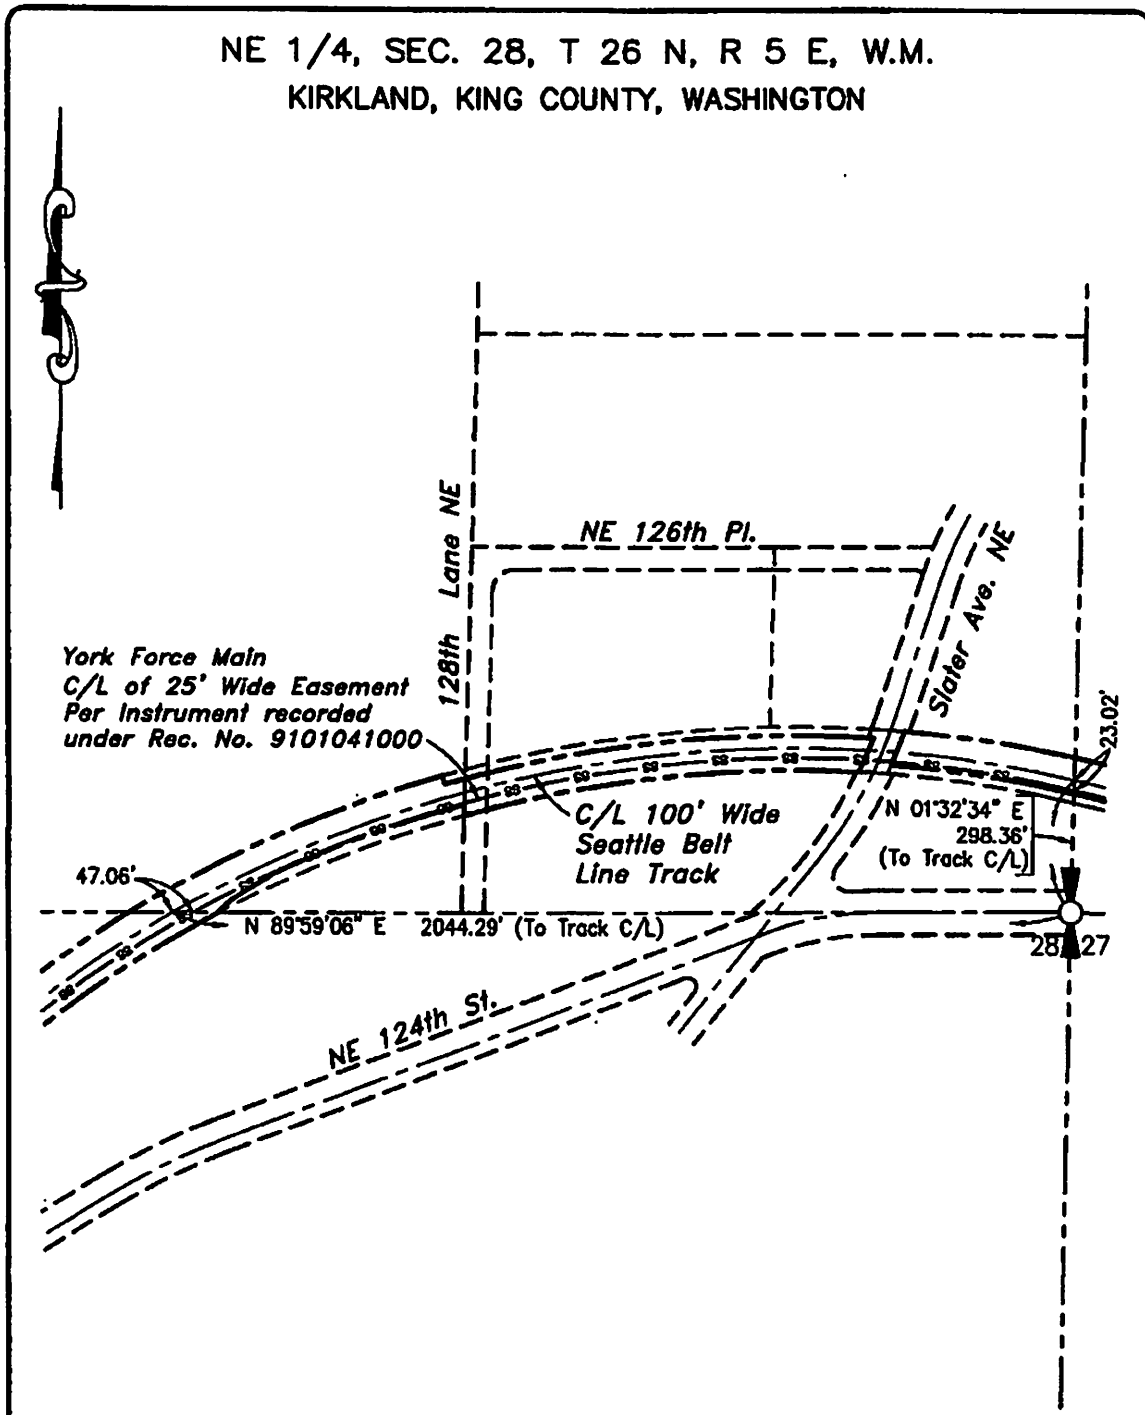 NE 1/4, SEC. 28, T 26 N, R 5 E, W.M.
KIRKLAND, KING COUNTY, WASHINGTON
128th Lane NE
NE 126th Pl.
Slater Ave. NE
York Force Main
C/L of 25' Wide Easement
Per Instrument recorded
under Rec. No. 9101041000
23.02'
C/L 100' Wide
Seattle Belt
Line Track
N 01°32'34" E
298.36'
(To Track C/L)
47.06'
N 89°59'06" E 2044.29' (To Track C/L)
28 27
NE 124th St.